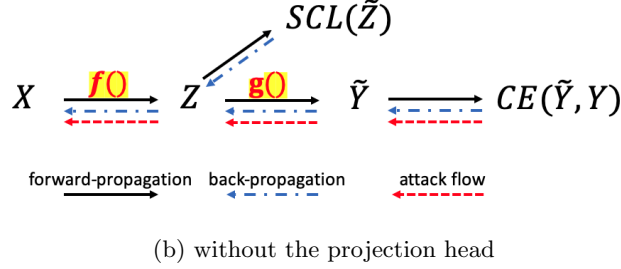 SCL(Z̃)
X f() Z g() Ỹ CE(Ỹ, Y)
forward-propagation back-propagation attack flow
(b) without the projection head